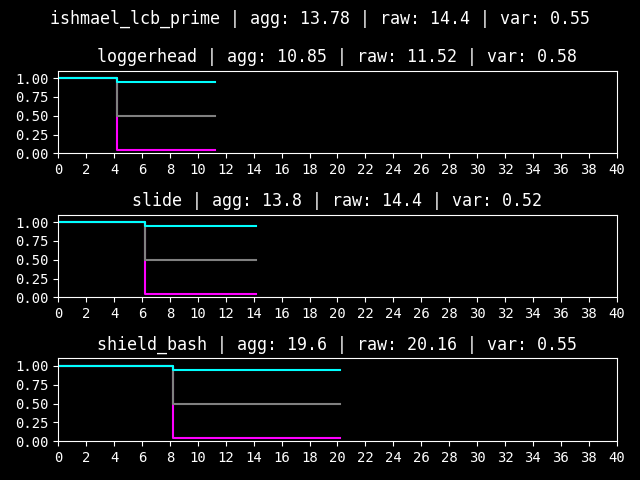 ishmael_lcb_prime | agg: 13.78 | raw: 14.4 | var: 0.55
loggerhead | agg: 10.85 | raw: 11.52 | var: 0.58
1.00
0.75
0.50
0.25
0.00
0 2 4 6 8 10 12 14 16 18 20 22 24 26 28 30 32 34 36 38 40
slide | agg: 13.8 | raw: 14.4 | var: 0.52
1.00
0.75
0.50
0.25
0.00
0 2 4 6 8 10 12 14 16 18 20 22 24 26 28 30 32 34 36 38 40
shield_bash | agg: 19.6 | raw: 20.16 | var: 0.55
1.00
0.75
0.50
0.25
0.00
0 2 4 6 8 10 12 14 16 18 20 22 24 26 28 30 32 34 36 38 40